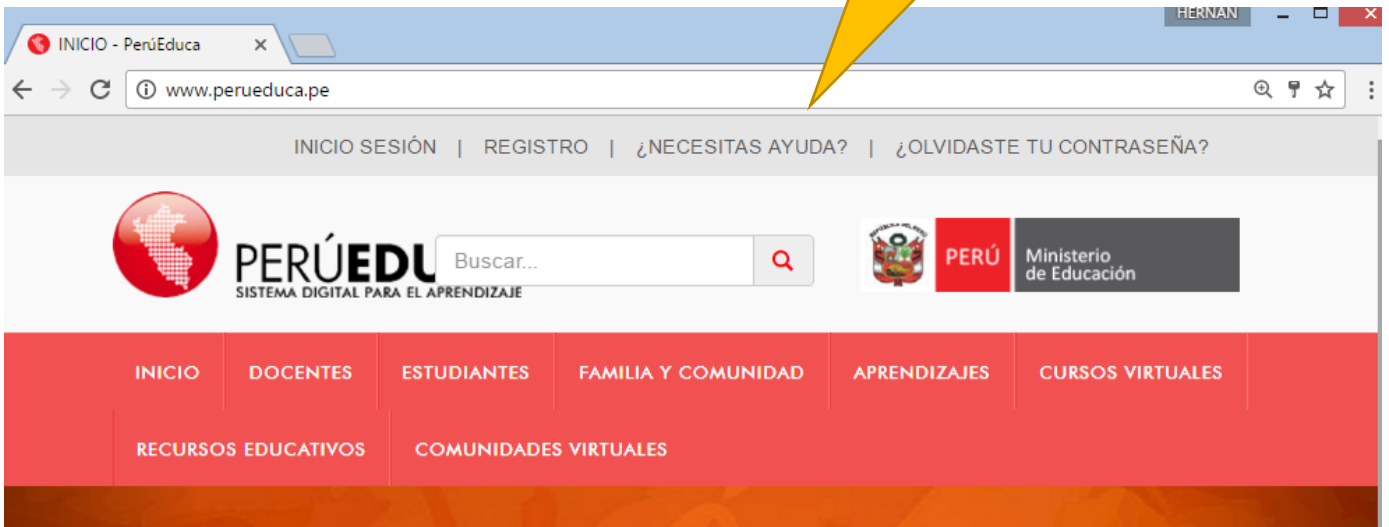 HERNAN
INICIO - PerúEduca
www.perueduca.pe
INICIO SESIÓN | REGISTRO | ¿NECESITAS AYUDA? | ¿OLVIDASTE TU CONTRASEÑA?
PERÚEDU
SISTEMA DIGITAL PARA EL APRENDIZAJE
Buscar...
PERÚ
Ministerio
de Educación
INICIO DOCENTES ESTUDIANTES FAMILIA Y COMUNIDAD APRENDIZAJES CURSOS VIRTUALES
RECURSOS EDUCATIVOS COMUNIDADES VIRTUALES